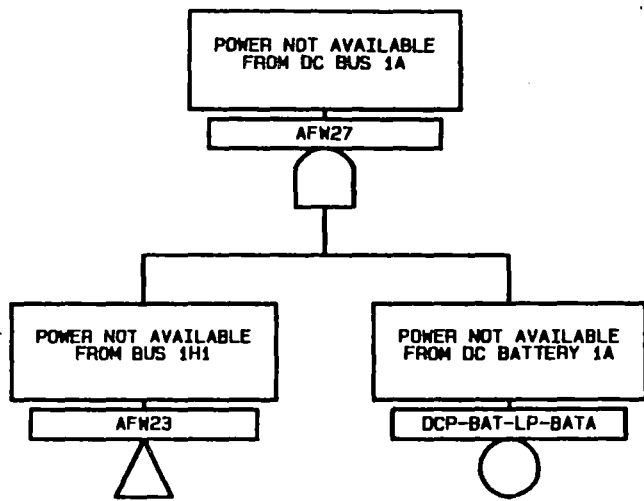 POWER NOT AVAILABLE
FROM DC BUS 1A
AFW27
POWER NOT AVAILABLE
FROM BUS 1H1
AFW23
POWER NOT AVAILABLE
FROM DC BATTERY 1A
DCP-BAT-LP-BATA